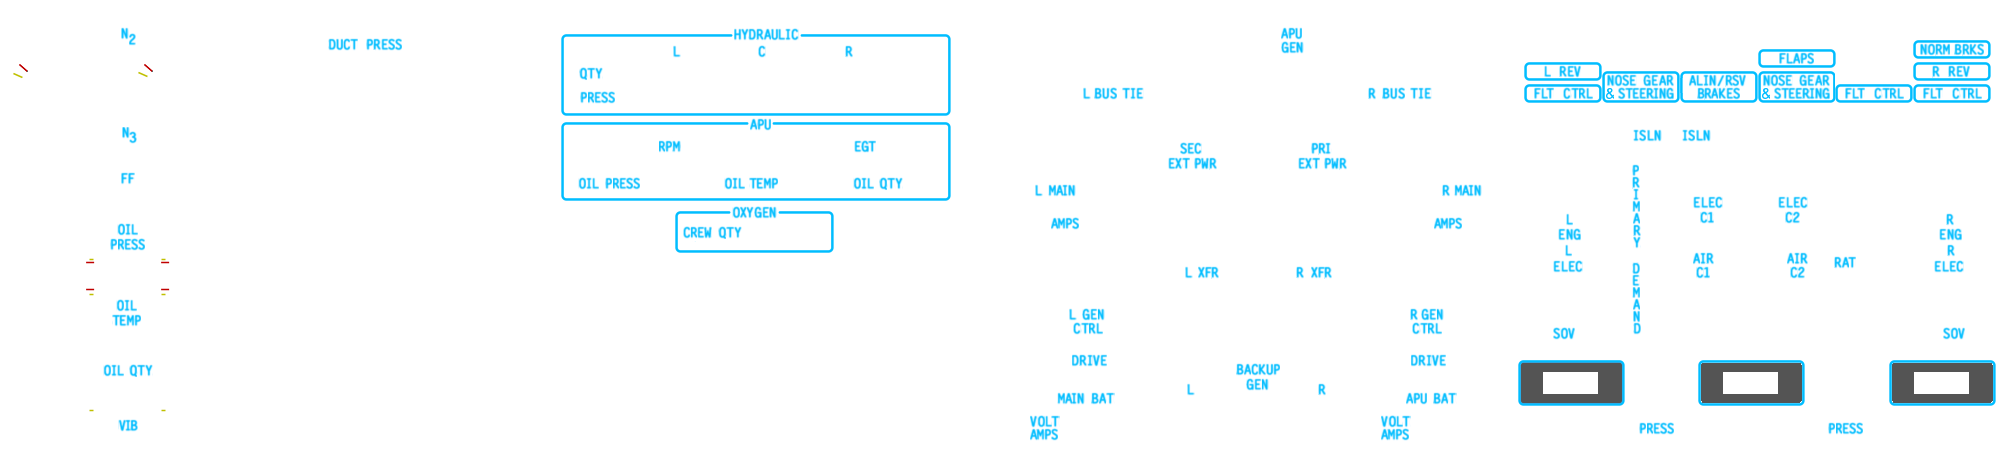 N2
N3
FF
OIL
PRESS
OIL
TEMP
OIL QTY
VIB
DUCT PRESS
HYDRAULIC
L C R
QTY
PRESS
APU
RPM EGT
OIL PRESS OIL TEMP OIL QTY
OXYGEN
CREW QTY
APU
GEN
L BUS TIE R BUS TIE
SEC
EXT PWR
PRI
EXT PWR
L MAIN R MAIN
AMPS AMPS
L XFR R XFR
L GEN
CTRL
R GEN
CTRL
DRIVE DRIVE
BACKUP
GEN
L R
MAIN BAT APU BAT
VOLT
AMPS
VOLT
AMPS
L REV
FLT CTRL
NOSE GEAR
& STEERING
ALIN/RSV
BRAKES
FLAPS
NOSE GEAR
& STEERING
FLT CTRL
NORM BRKS
R REV
FLT CTRL
ISLN ISLN
PRIMARY DEMAND
L
ENG
L
ELEC
ELEC
C1
ELEC
C2
AIR
C1
AIR
C2
RAT
R
ENG
R
ELEC
SOV SOV
PRESS PRESS